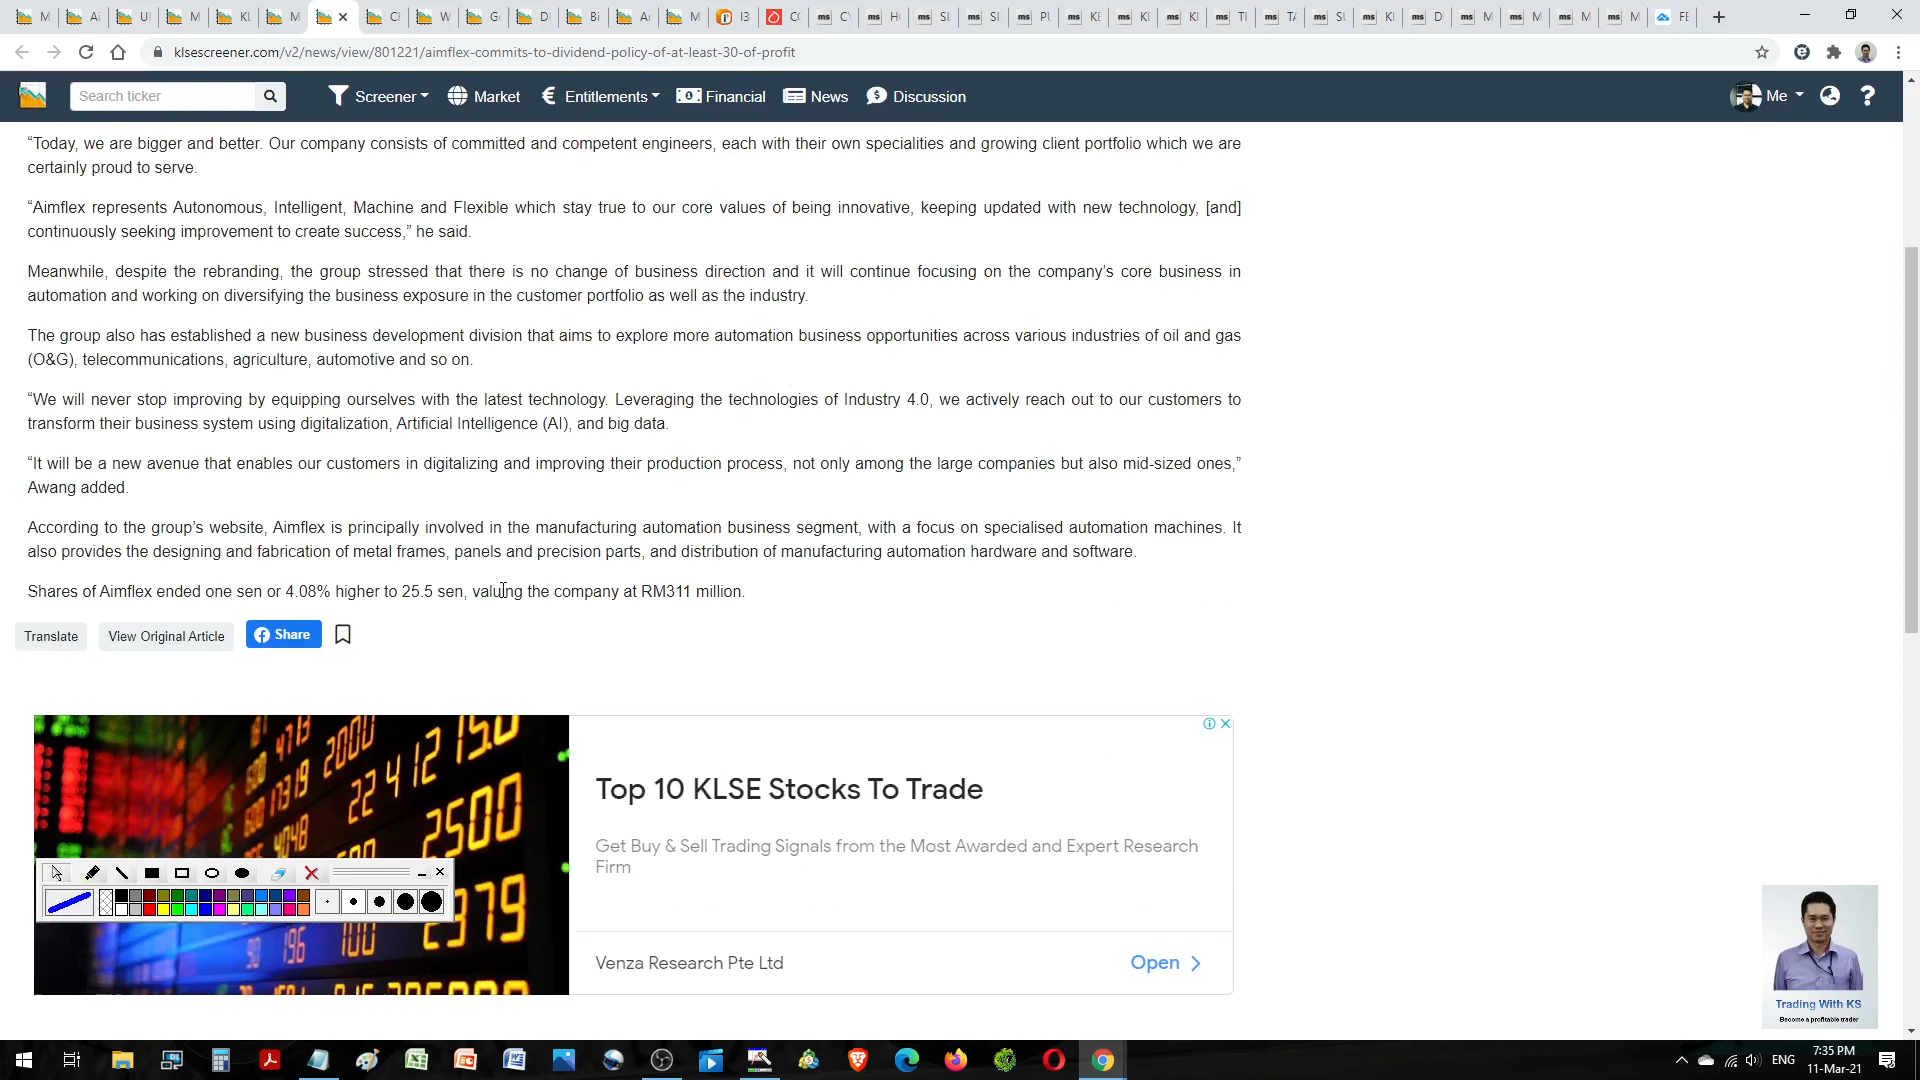 klsescreener.com/v2/news/view/801221/aimflex-commits-to-dividend-policy-of-at-least-30-of-profit
Search ticker
Screener
Market
Entitlements
Financial
News
Discussion
Me
“Today, we are bigger and better. Our company consists of committed and competent engineers, each with their own specialities and growing client portfolio which we are
certainly proud to serve.
“Aimflex represents Autonomous, Intelligent, Machine and Flexible which stay true to our core values of being innovative, keeping updated with new technology, [and]
continuously seeking improvement to create success,” he said.
Meanwhile, despite the rebranding, the group stressed that there is no change of business direction and it will continue focusing on the company’s core business in
automation and working on diversifying the business exposure in the customer portfolio as well as the industry.
The group also has established a new business development division that aims to explore more automation business opportunities across various industries of oil and gas
(O&G), telecommunications, agriculture, automotive and so on.
“We will never stop improving by equipping ourselves with the latest technology. Leveraging the technologies of Industry 4.0, we actively reach out to our customers to
transform their business system using digitalization, Artificial Intelligence (AI), and big data.
“It will be a new avenue that enables our customers in digitalizing and improving their production process, not only among the large companies but also mid-sized ones,”
Awang added.
According to the group’s website, Aimflex is principally involved in the manufacturing automation business segment, with a focus on specialised automation machines. It
also provides the designing and fabrication of metal frames, panels and precision parts, and distribution of manufacturing automation hardware and software.
Shares of Aimflex ended one sen or 4.08% higher to 25.5 sen, valuing the company at RM311 million.
Translate
View Original Article
Share
Top 10 KLSE Stocks To Trade
Get Buy & Sell Trading Signals from the Most Awarded and Expert Research
Firm
Venza Research Pte Ltd
Open
2500
2379
196
100
Trading With KS
Become a profitable trader
ENG
7:35 PM
11-Mar-21